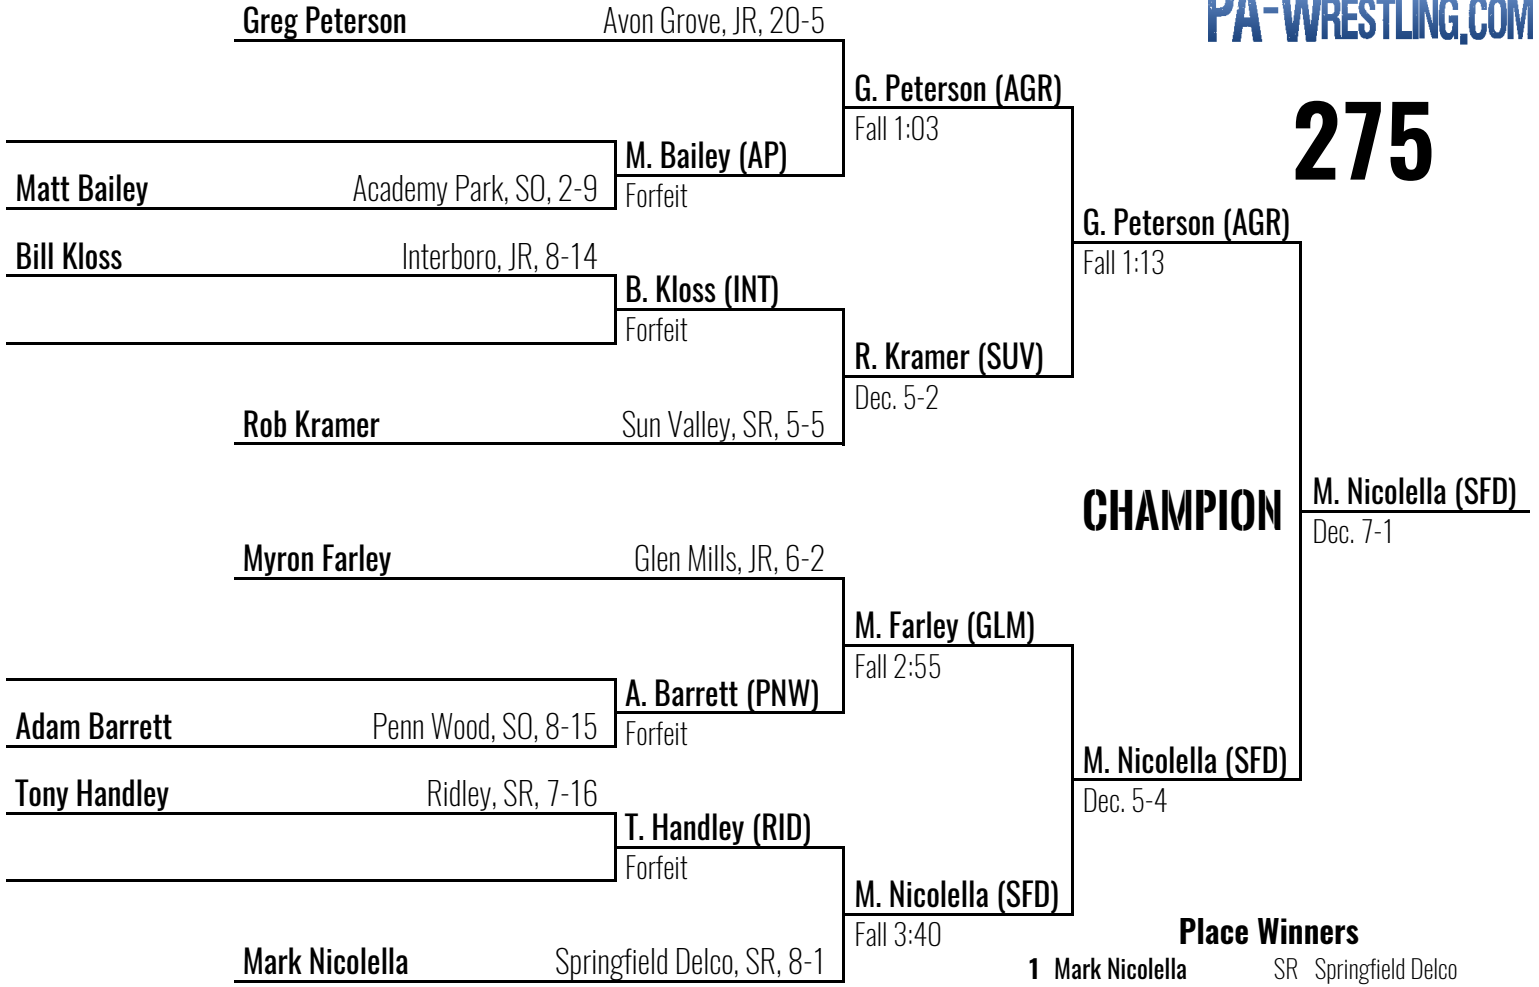 PA-WRESTLING.COM
Greg Peterson Avon Grove, JR, 20-5
G. Peterson (AGR)
Fall 1:03
275
M. Bailey (AP)
Matt Bailey Academy Park, SO, 2-9
Forfeit
G. Peterson (AGR)
Fall 1:13
Bill Kloss Interboro, JR, 8-14
B. Kloss (INT)
Forfeit
R. Kramer (SUV)
Dec. 5-2
Rob Kramer Sun Valley, SR, 5-5
CHAMPION
M. Nicolella (SFD)
Dec. 7-1
Myron Farley Glen Mills, JR, 6-2
M. Farley (GLM)
Fall 2:55
A. Barrett (PNW)
Adam Barrett Penn Wood, SO, 8-15
Forfeit
M. Nicolella (SFD)
Dec. 5-4
Tony Handley Ridley, SR, 7-16
T. Handley (RID)
Forfeit
M. Nicolella (SFD)
Fall 3:40
Mark Nicolella Springfield Delco, SR, 8-1
Place Winners
1 Mark Nicolella SR Springfield Delco